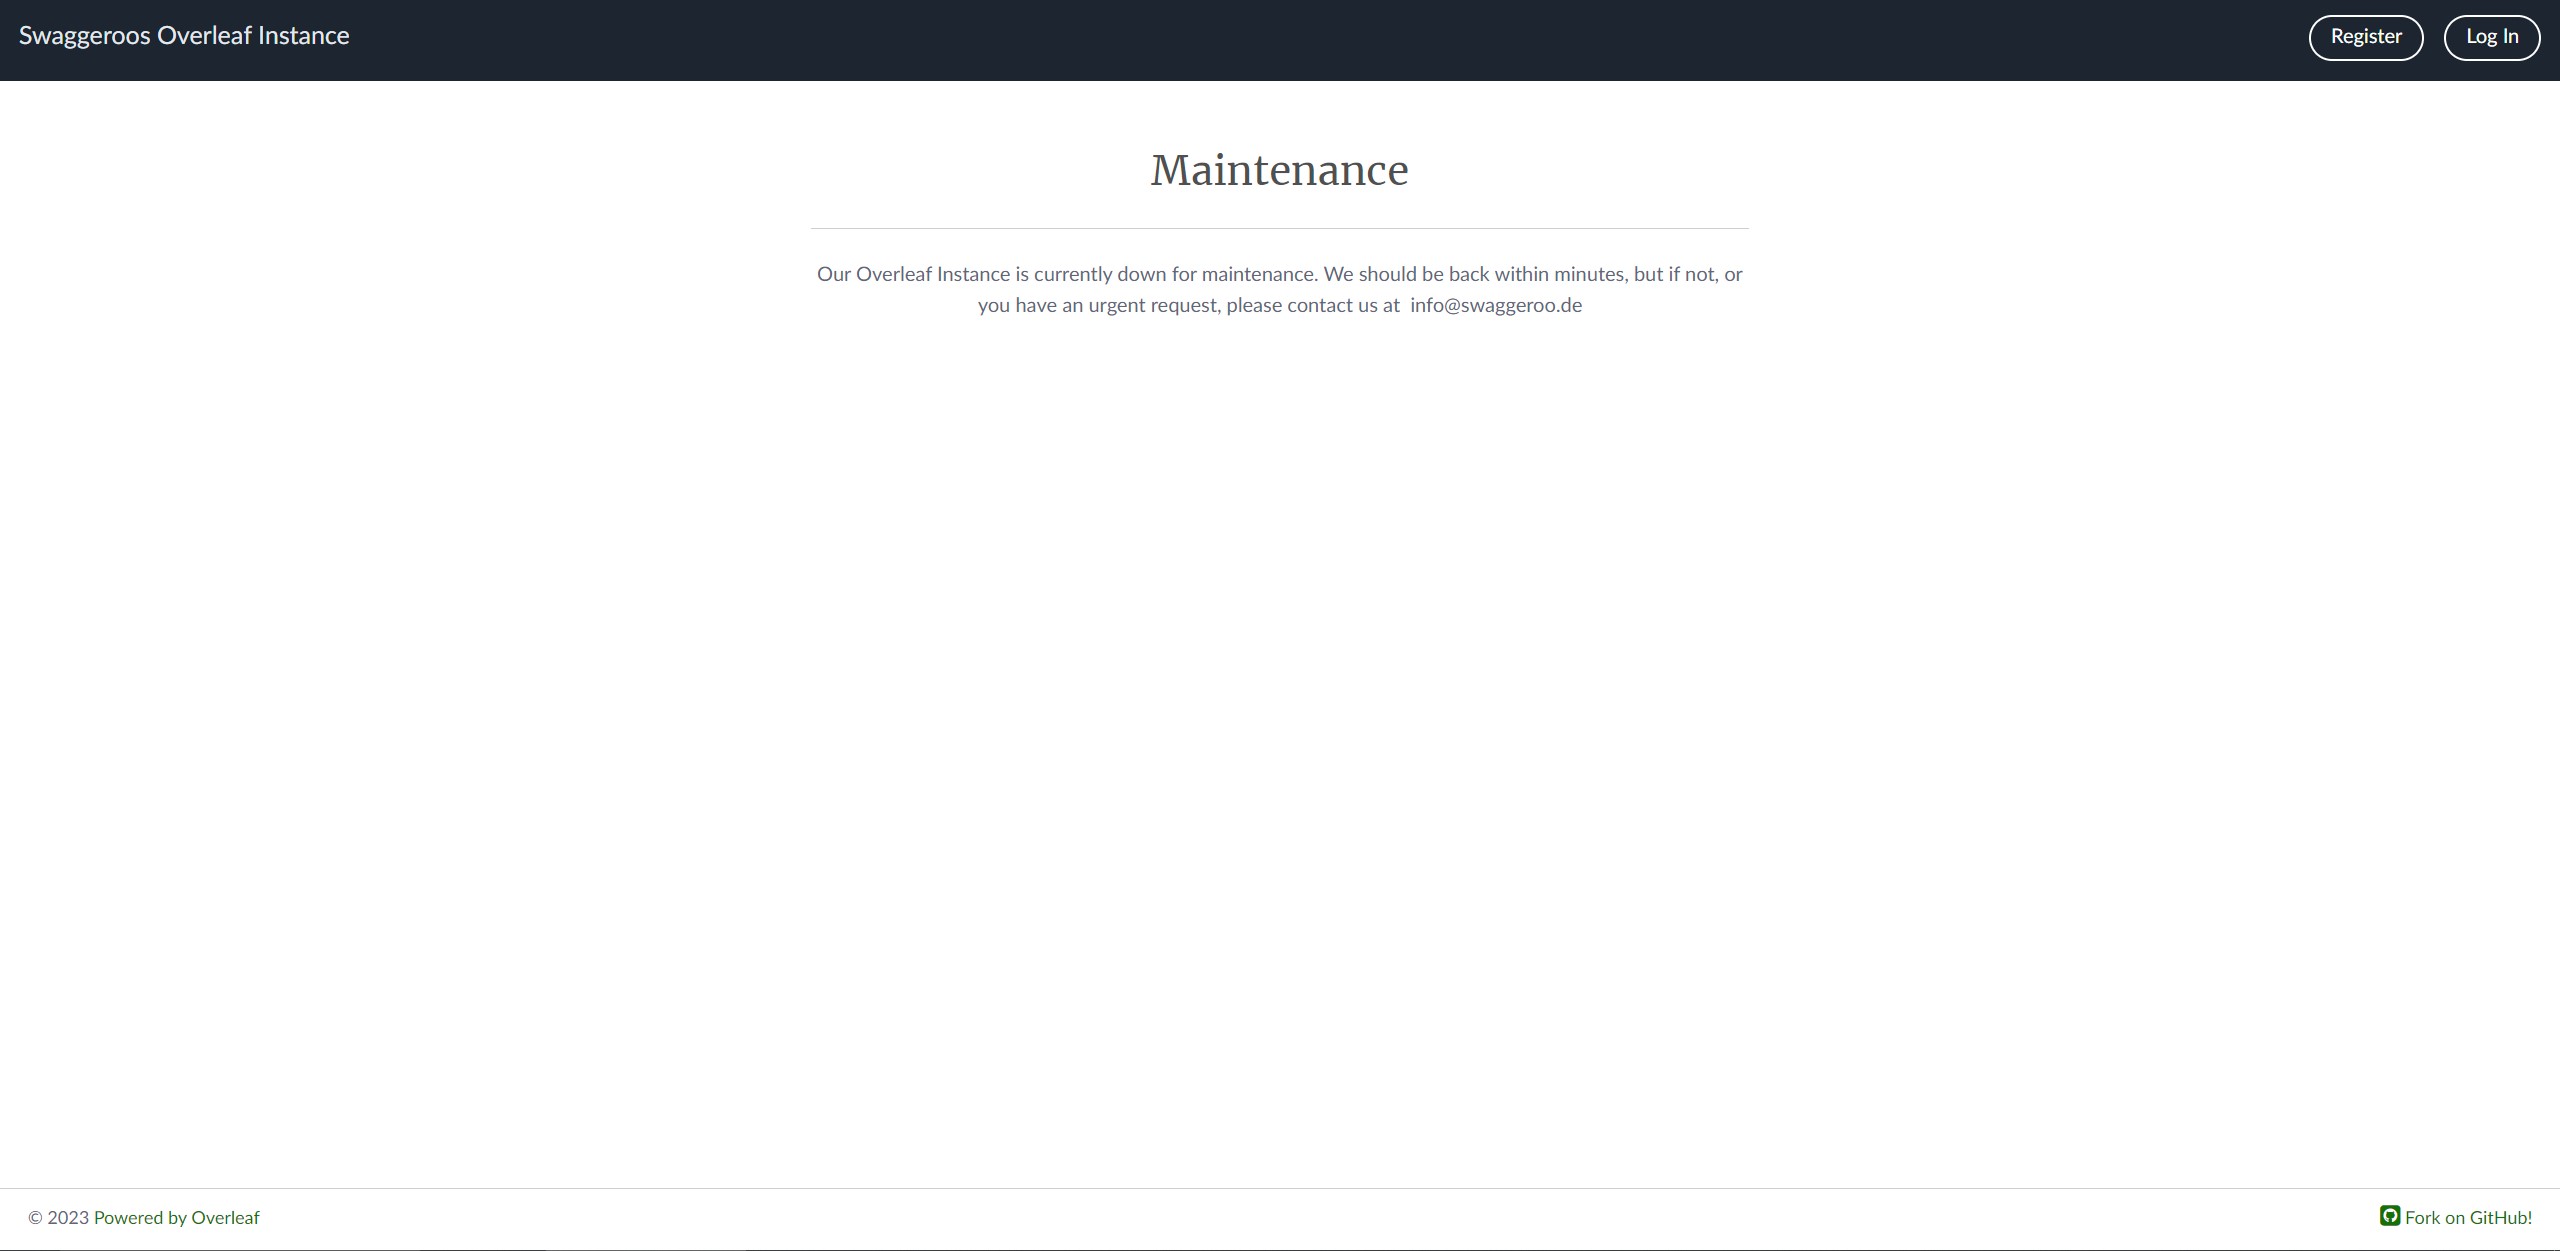 Swaggeroos Overleaf Instance
Register
Log In
Maintenance
Our Overleaf Instance is currently down for maintenance. We should be back within minutes, but if not, or
you have an urgent request, please contact us at  info@swaggeroo.de
© 2023 Powered by Overleaf
Fork on GitHub!